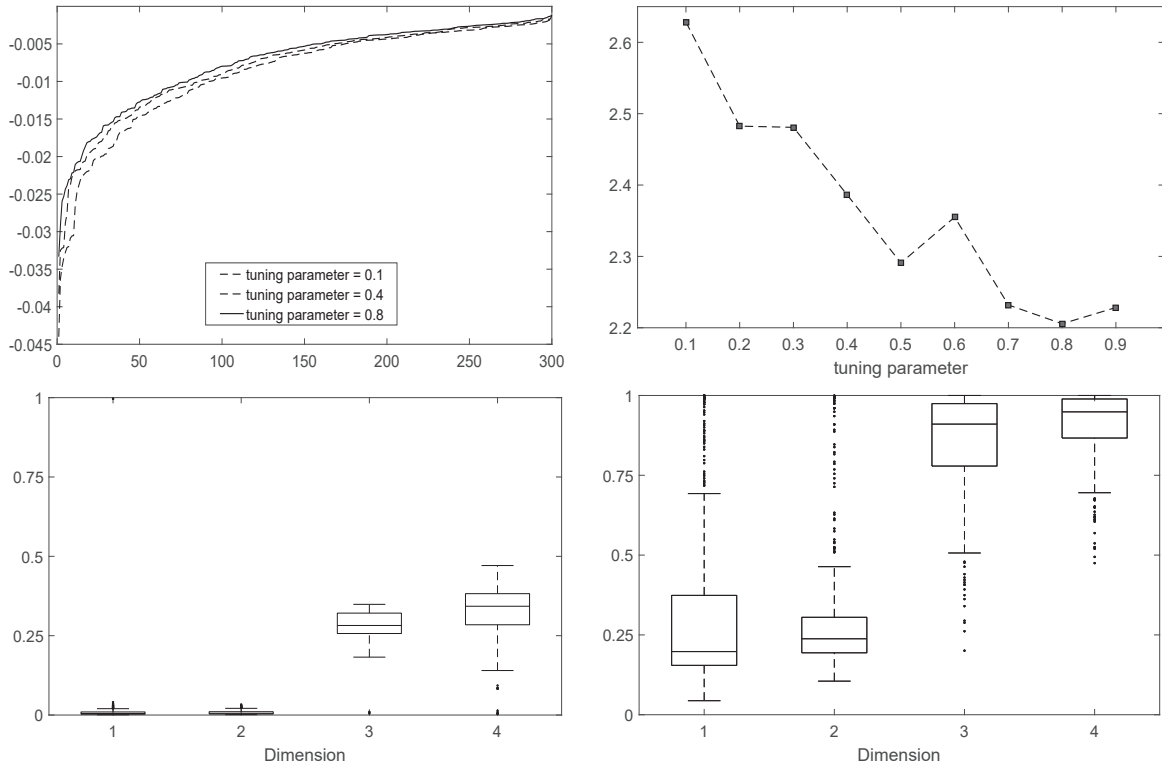 -0.005
-0.01
-0.015
-0.02
-0.025
-0.03
-0.035
-0.04
-0.045
0 50 100 150 200 250 300
tuning parameter = 0.1
tuning parameter = 0.4
tuning parameter = 0.8
2.6
2.5
2.4
2.3
2.2
0.1 0.2 0.3 0.4 0.5 0.6 0.7 0.8 0.9
tuning parameter
1
0.75
0.5
0.25
0
1 2 3 4
Dimension
1
0.75
0.5
0.25
0
1 2 3 4
Dimension